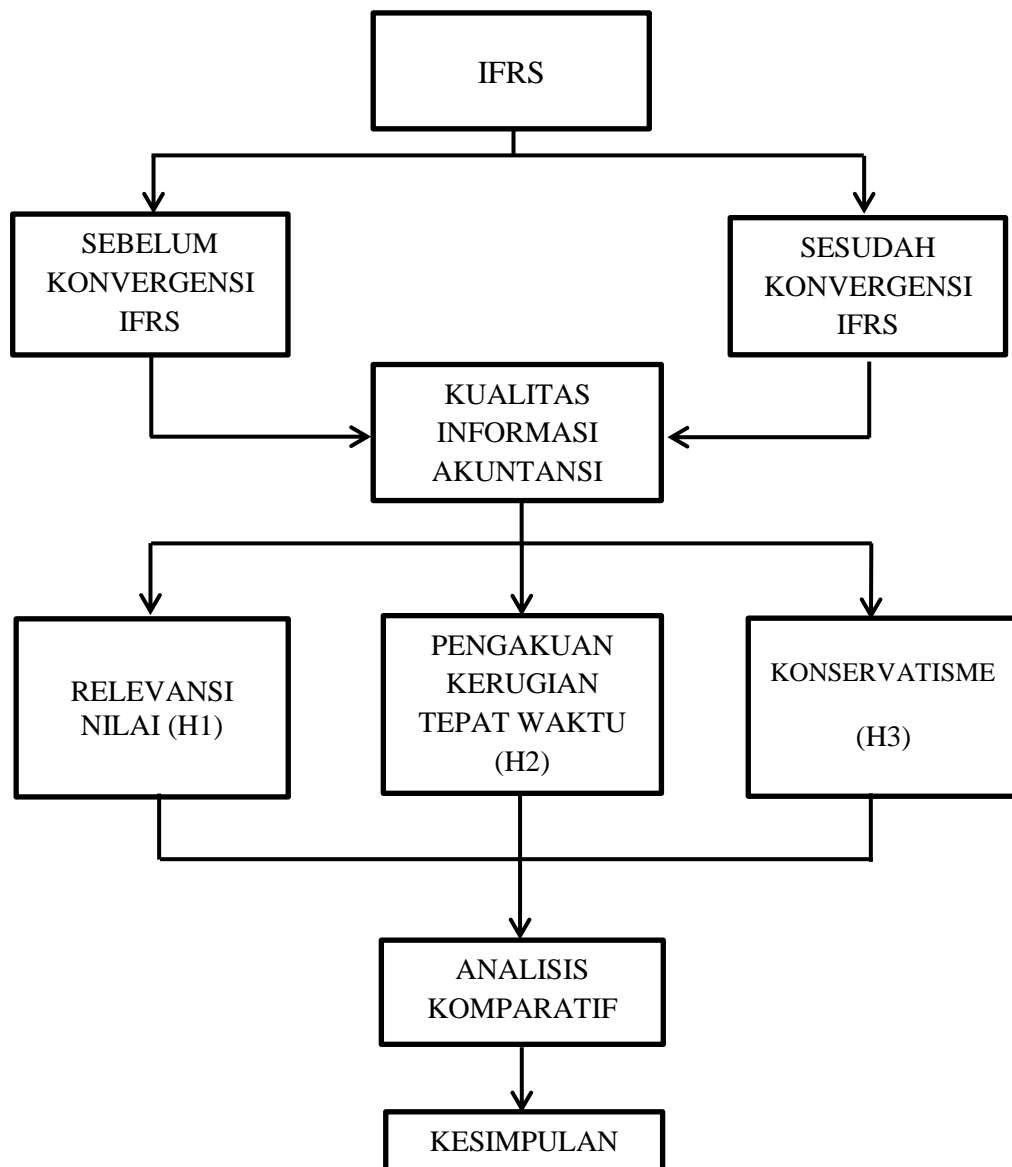 IFRS
SEBELUM
KONVERGENSI
IFRS
SESUDAH
KONVERGENSI
IFRS
KUALITAS
INFORMASI
AKUNTANSI
RELEVANSI
NILAI (H1)
PENGAKUAN
KERUGIAN
TEPAT WAKTU
(H2)
KONSERVATISME
(H3)
ANALISIS
KOMPARATIF
KESIMPULAN